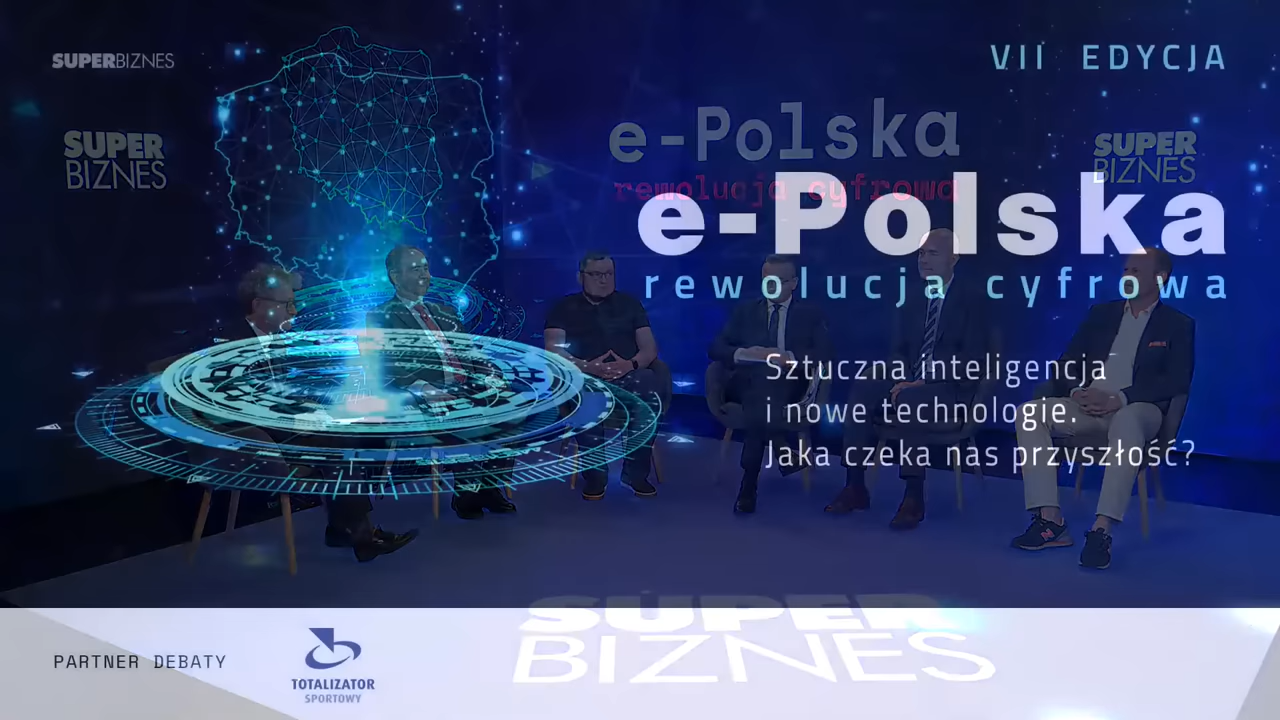 SUPERBIZNES
VII EDYCJA
SUPER
BIZNES
e-Polska
rewolucja cyfrowa
SUPER
BIZNES
e-Polska
rewolucja cyfrowa
Sztuczna inteligencja
i nowe technologie.
Jaka czeka nas przyszłość?
SUPER
BIZNES
PARTNER DEBATY
TOTALIZATOR
SPORTOWY
N